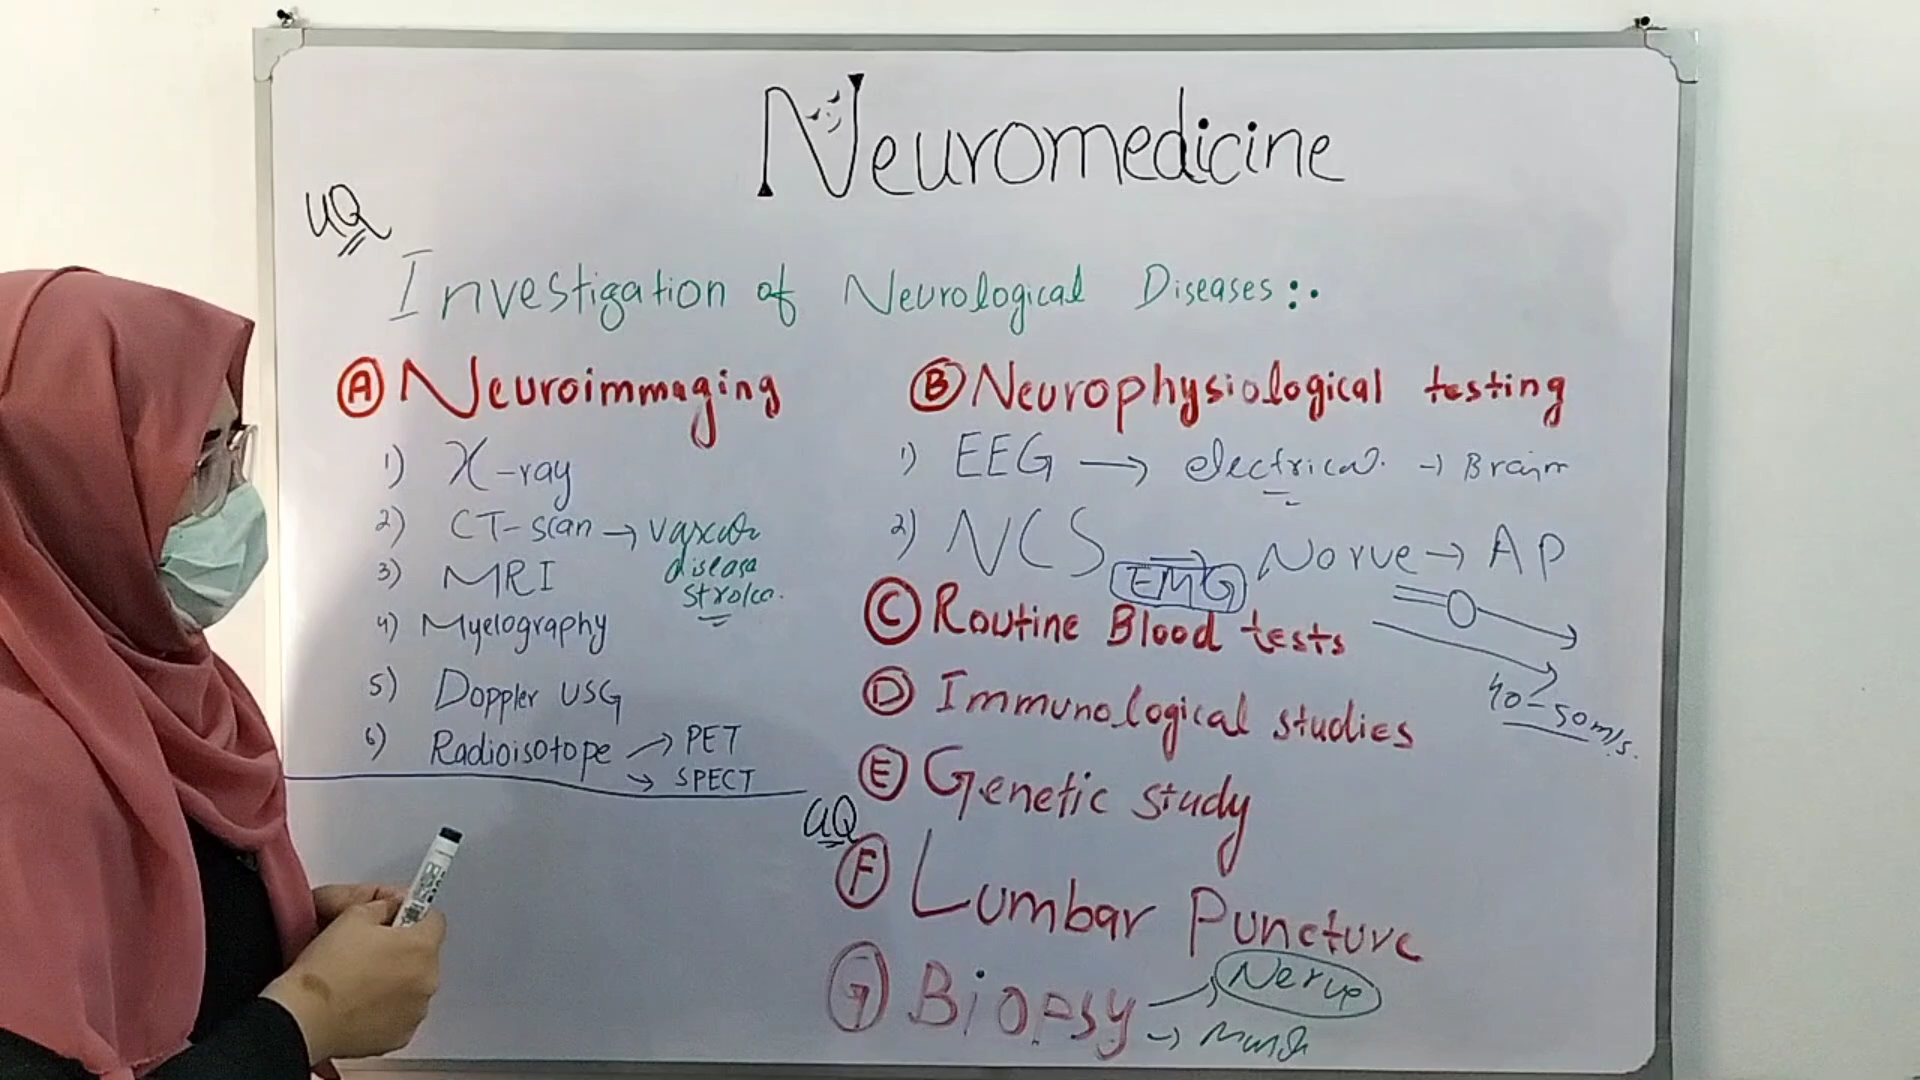 Neuromedicine
UQ
Investigation of Neurological Diseases:.
A Neuroimmaging
1) X-ray
2) CT-scan → vascular
disease
stroke.
3) MRI
4) Myelography
5) Doppler USG
6) Radioisotope → PET
→ SPECT
B Neurophysiological testing
1) EEG → electrical. → Brain
2) NCS → Norve → AP
EMG
40-50m/s.
C Routine Blood tests
D Immunological studies
E Genetic study
UQ
F Lumbar Puncture
G Biopsy → Nerve
→